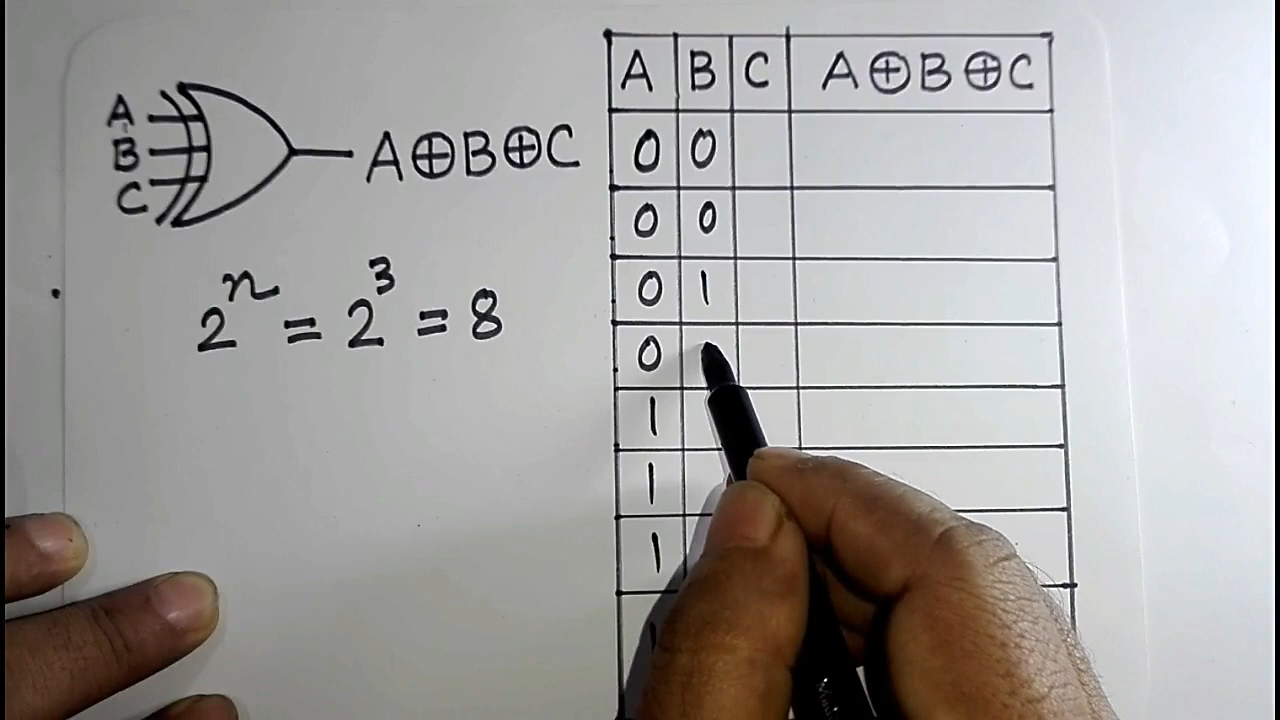 A
B
C
A⊕B⊕C
2ⁿ = 2³ = 8
A B C A⊕B⊕C
0 0
0 0
0 1
0
1
1
1